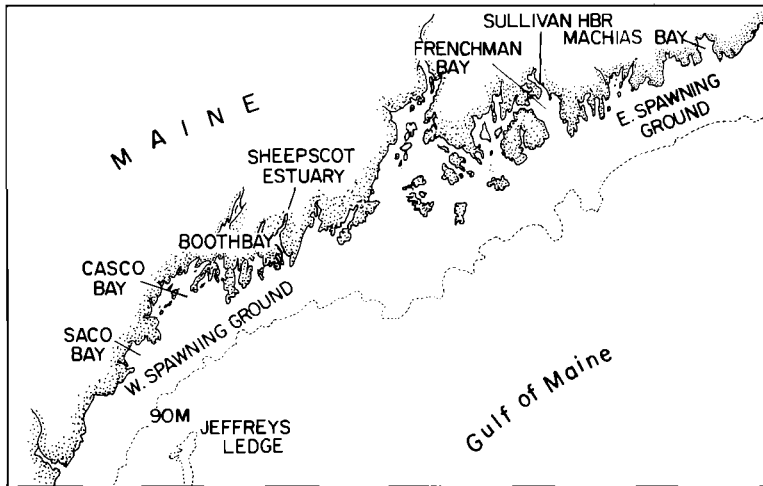 SULLIVAN HBR
MACHIAS BAY
FRENCHMAN
BAY
MAINE
E. SPAWNING
GROUND
SHEEPSCOT
ESTUARY
BOOTHBAY
CASCO
BAY
SACO
BAY
W. SPAWNING GROUND
90M
JEFFREYS
LEDGE
Gulf of Maine